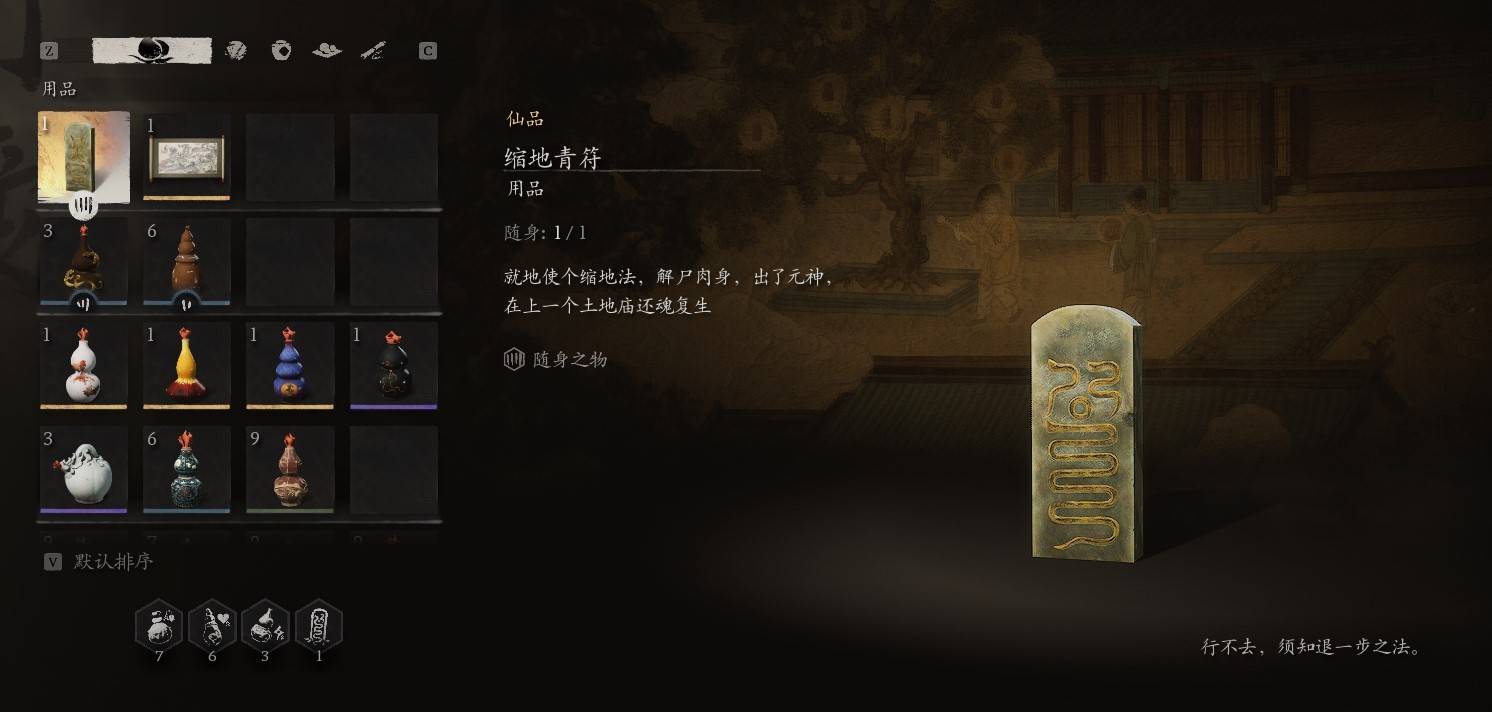 Z
C
用品
1
1
3
6
1
1
1
1
3
6
9
V 默认排序
7
6
3
1
仙品
缩地青符
用品
随身: 1 / 1
就地使个缩地法，解尸肉身，出了元神，
在上一个土地庙还魂复生
随身之物
行不去，须知退一步之法。